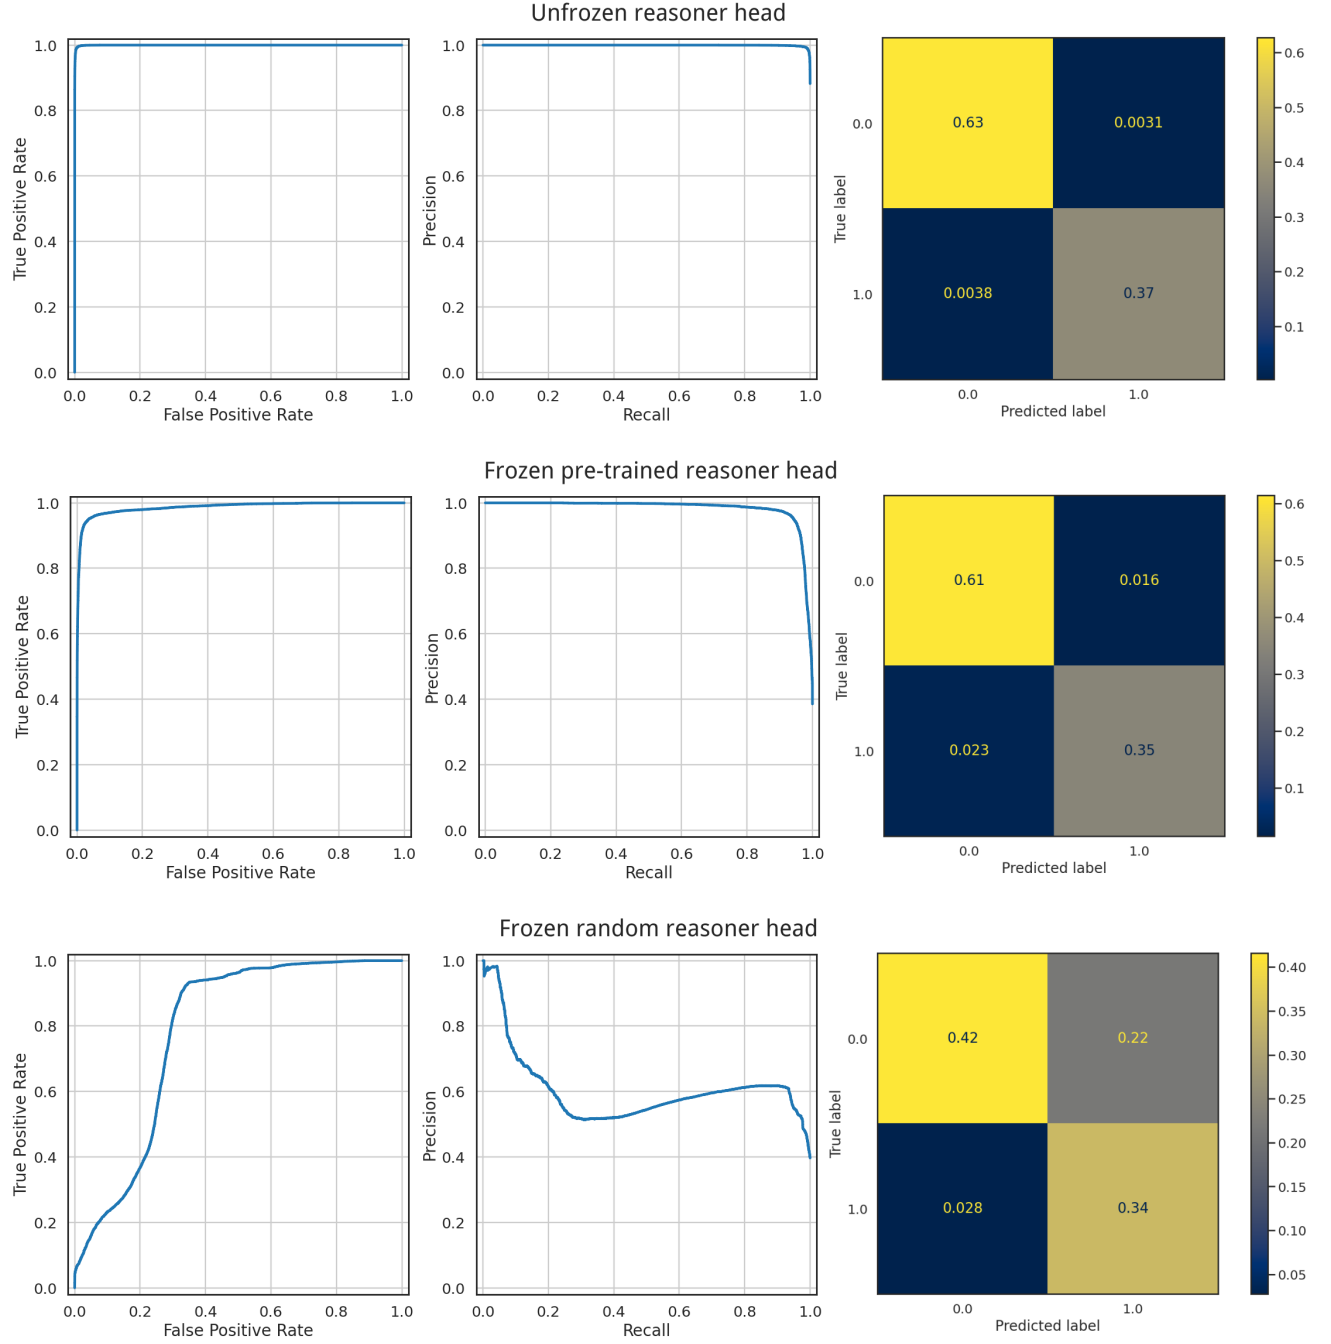 Unfrozen reasoner head
1.0
0.8
0.6
0.4
0.2
0.0
True Positive Rate
0.0 0.2 0.4 0.6 0.8 1.0
False Positive Rate
1.0
0.8
0.6
0.4
0.2
0.0
Precision
0.0 0.2 0.4 0.6 0.8 1.0
Recall
True label
0.0
1.0
0.63 0.0031
0.0038 0.37
0.0 1.0
Predicted label
0.6
0.5
0.4
0.3
0.2
0.1
Frozen pre-trained reasoner head
1.0
0.8
0.6
0.4
0.2
0.0
True Positive Rate
0.0 0.2 0.4 0.6 0.8 1.0
False Positive Rate
1.0
0.8
0.6
0.4
0.2
0.0
Precision
0.0 0.2 0.4 0.6 0.8 1.0
Recall
True label
0.0
1.0
0.61 0.016
0.023 0.35
0.0 1.0
Predicted label
0.6
0.5
0.4
0.3
0.2
0.1
Frozen random reasoner head
1.0
0.8
0.6
0.4
0.2
0.0
True Positive Rate
0.0 0.2 0.4 0.6 0.8 1.0
False Positive Rate
1.0
0.8
0.6
0.4
0.2
0.0
Precision
0.0 0.2 0.4 0.6 0.8 1.0
Recall
True label
0.0
1.0
0.42 0.22
0.028 0.34
0.0 1.0
Predicted label
0.40
0.35
0.30
0.25
0.20
0.15
0.10
0.05